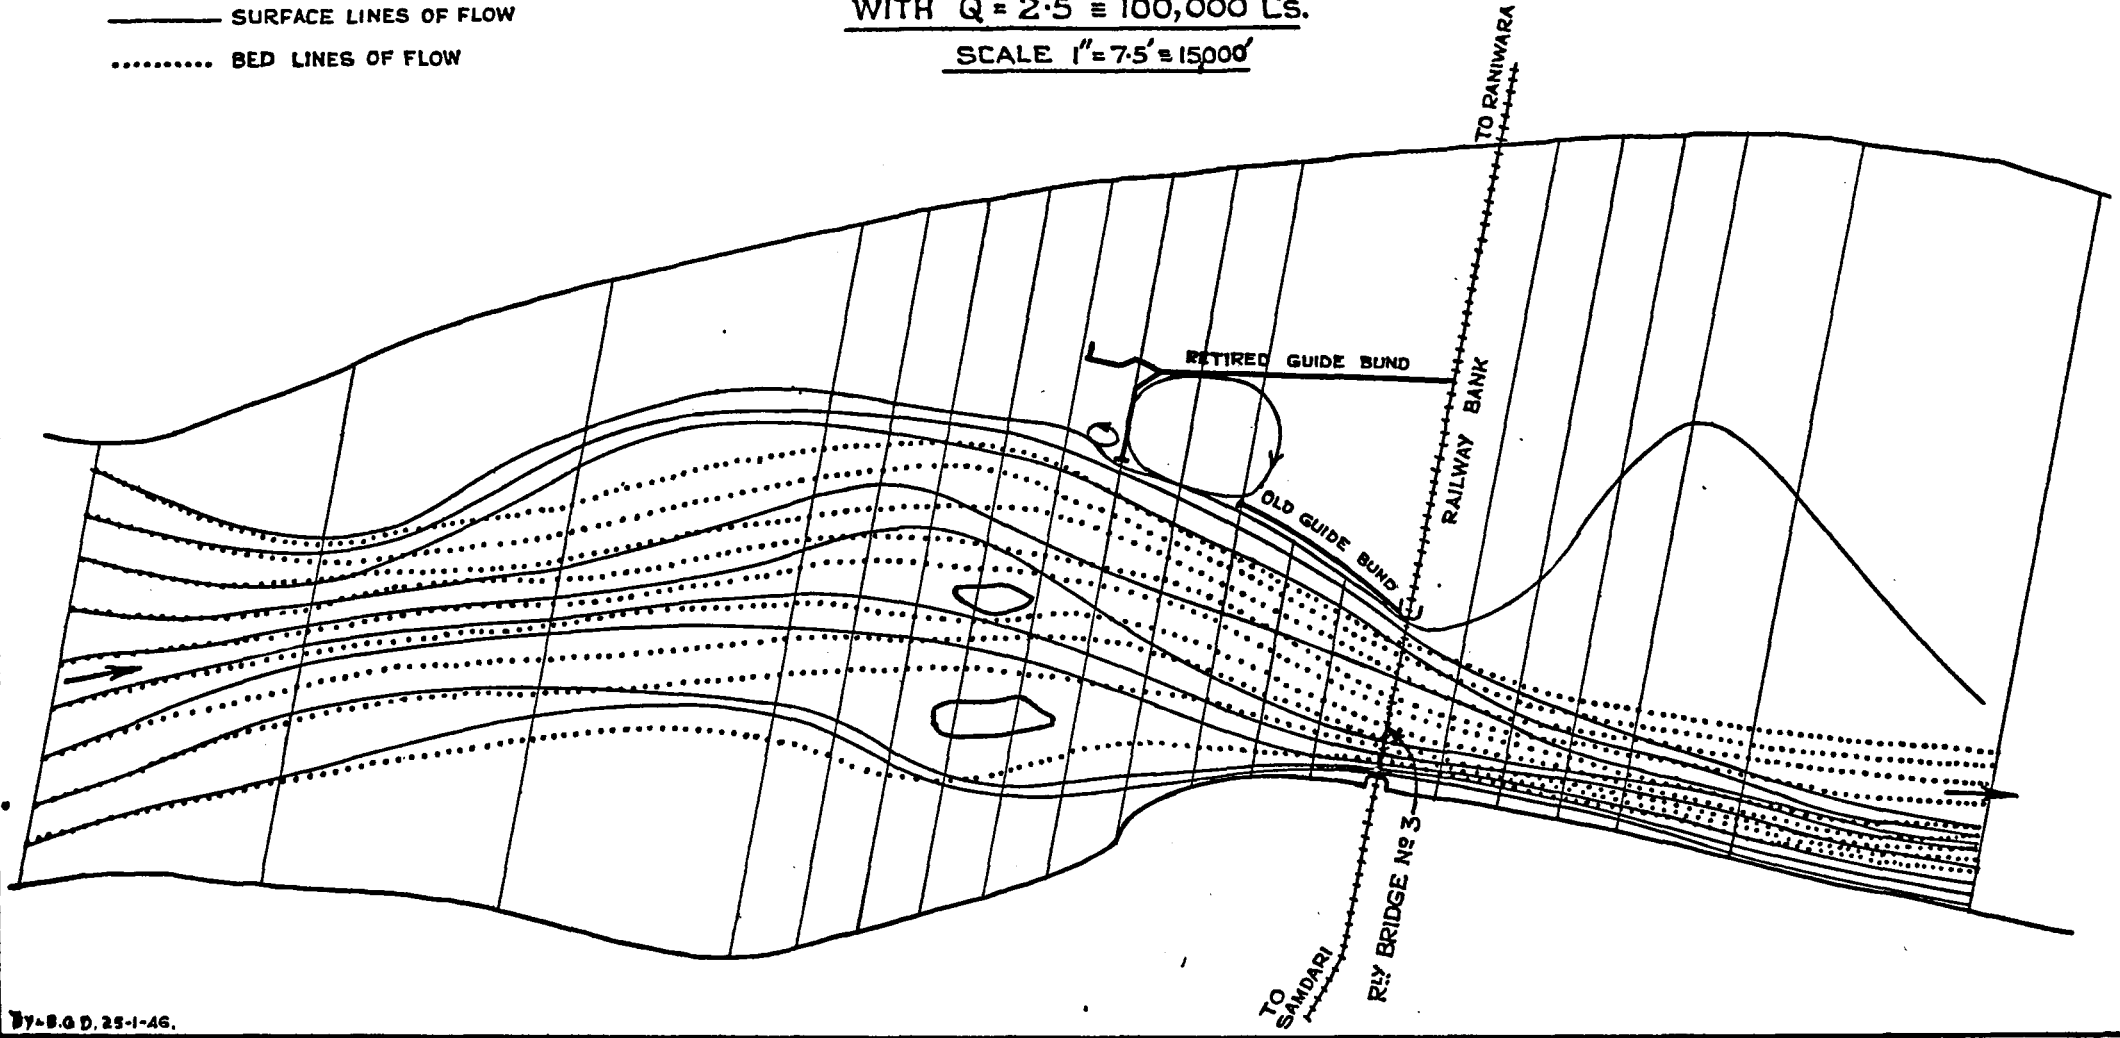 SURFACE LINES OF FLOW
BED LINES OF FLOW
WITH Q = 2·5 ≡ 100,000 Cs.
SCALE 1″=7·5′≡15000′
TO RANIWARA
RETIRED GUIDE BUND
RAILWAY BANK
OLD GUIDE BUND
RLY BRIDGE No 3
TO
SAMDARI
BY-B.G D. 25-1-46.